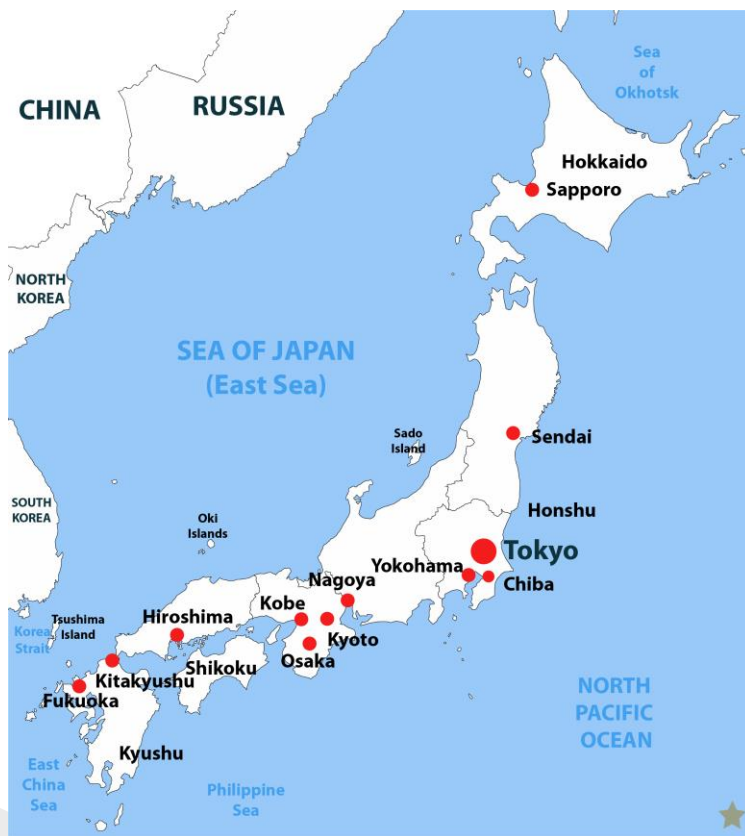 Sea
of
Okhotsk
CHINA
RUSSIA
Hokkaido
Sapporo
NORTH
KOREA
SEA OF JAPAN
(East Sea)
Sado
Island
Sendai
SOUTH
KOREA
Oki
Islands
Honshu
Tokyo
Yokohama
Chiba
Nagoya
Kobe
Hiroshima
Tsushima
Island
Korea
Strait
Kyoto
Osaka
Shikoku
Kitakyushu
Fukuoka
Kyushu
NORTH
PACIFIC
OCEAN
East
China
Sea
Philippine
Sea